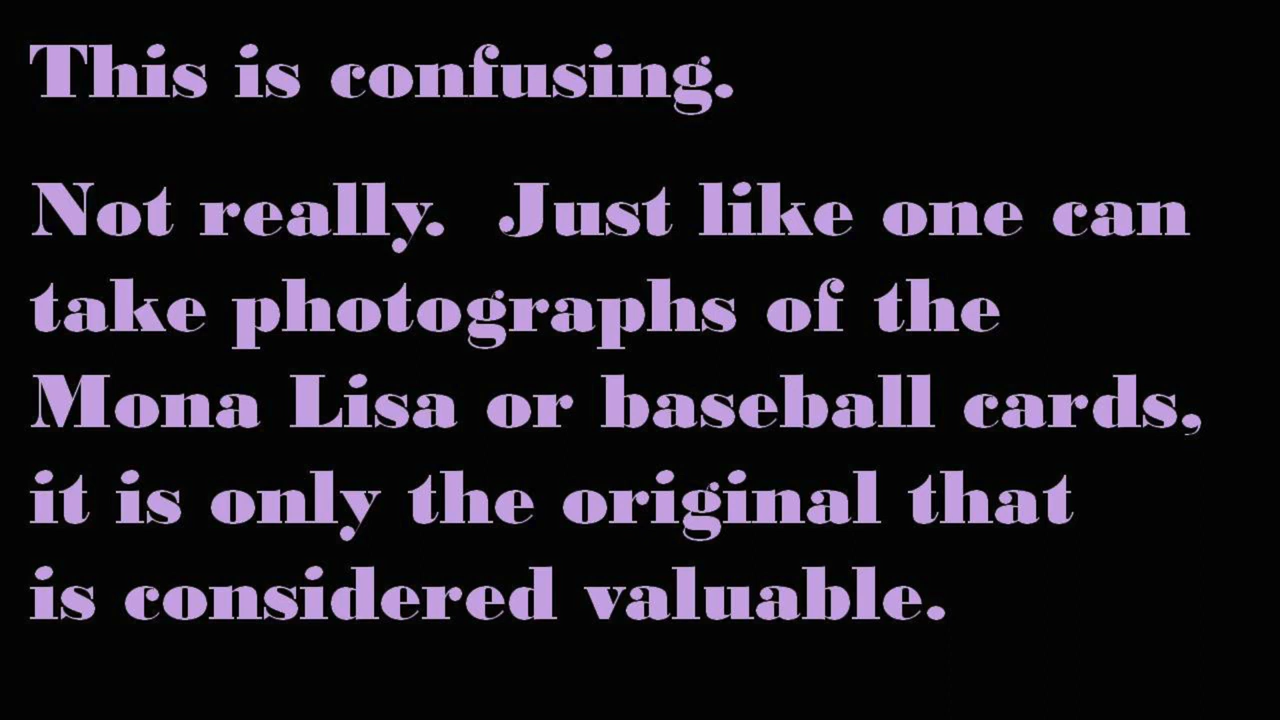 This is confusing.
Not really.  Just like one can
take photographs of the
Mona Lisa or baseball cards,
it is only the original that
is considered valuable.